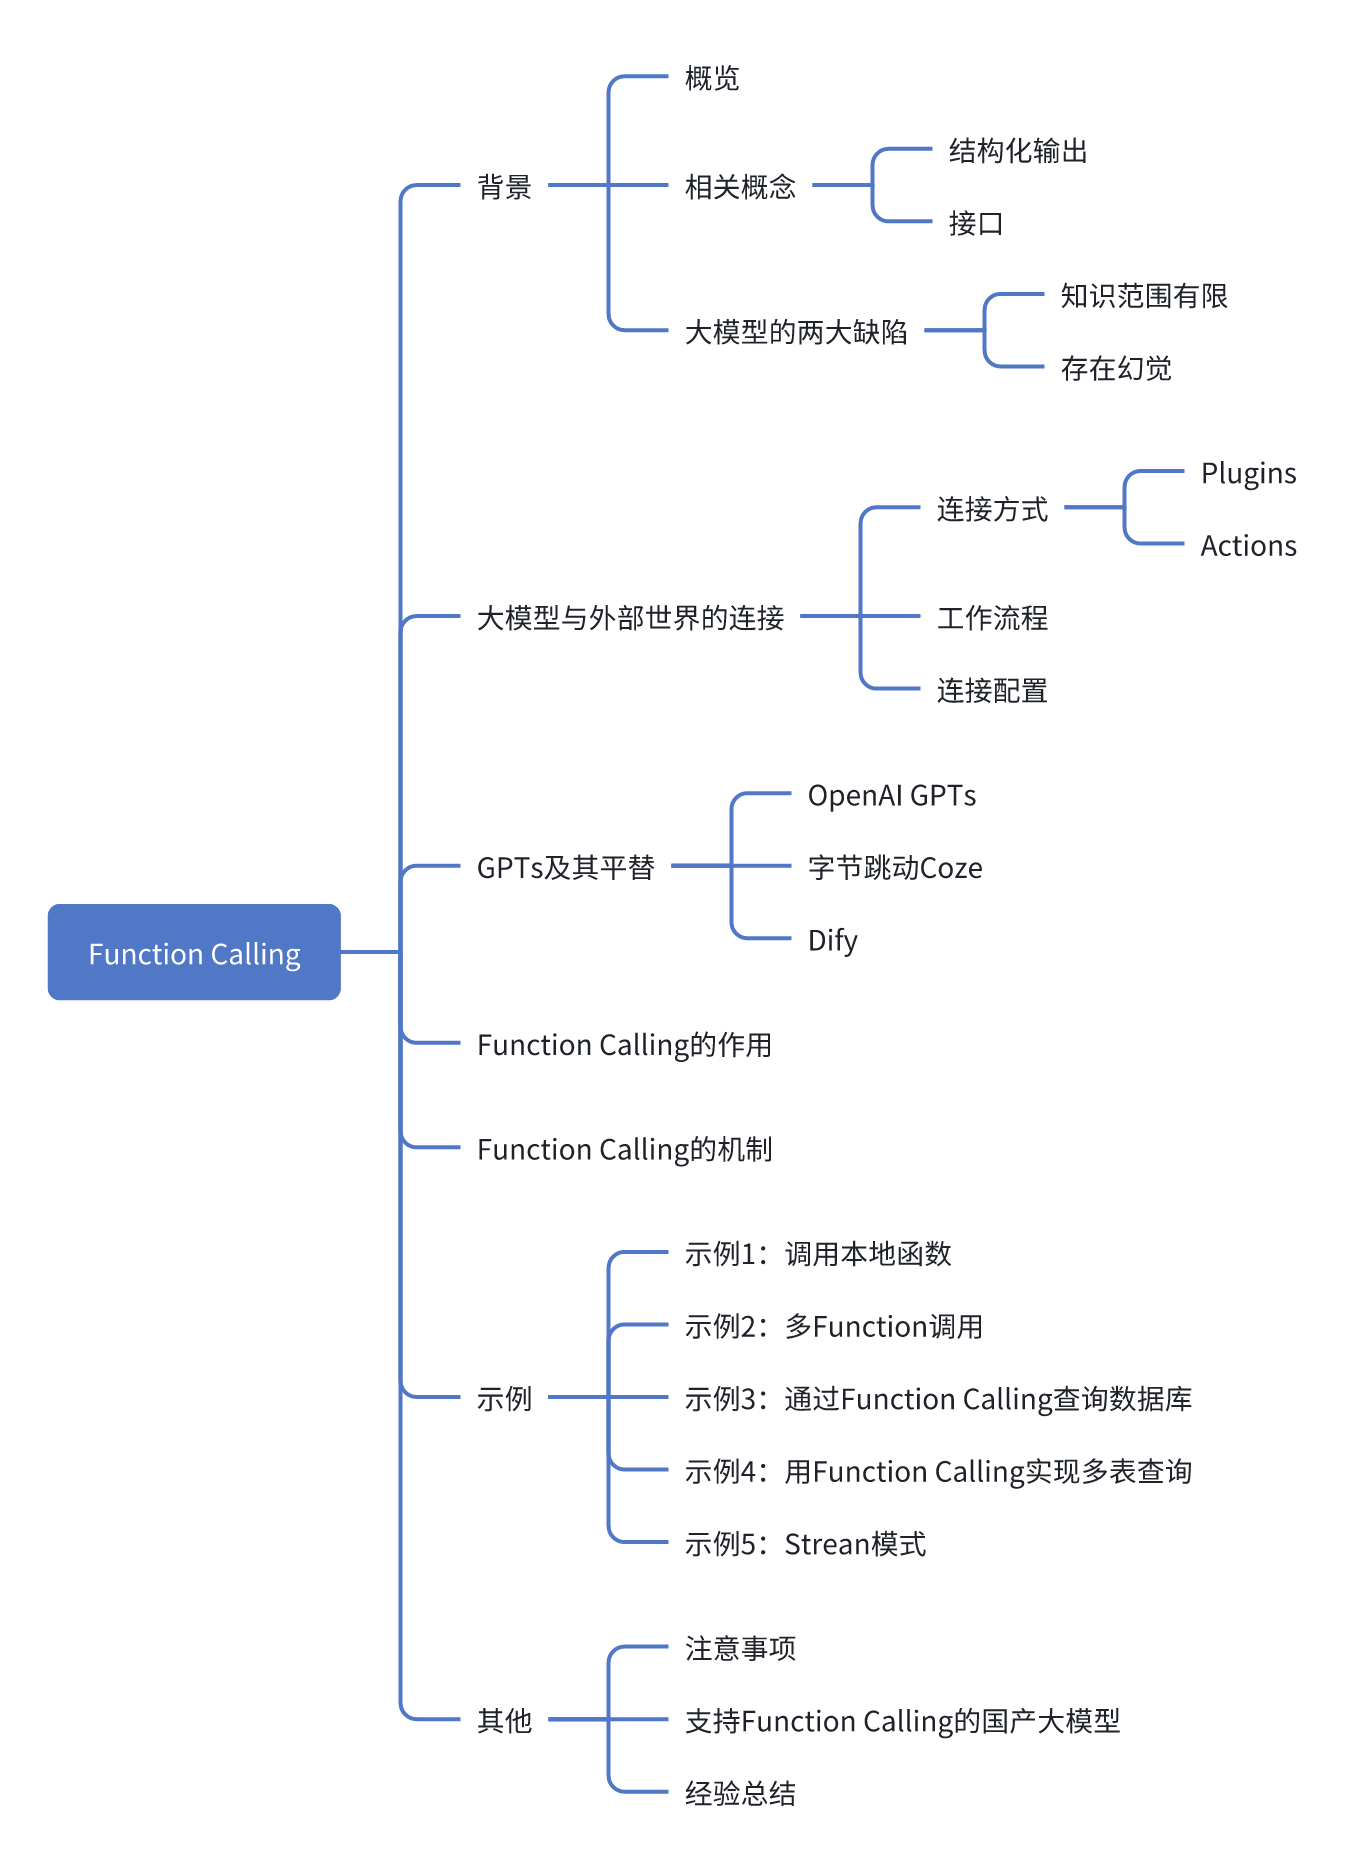 Function Calling
背景
概览
相关概念
结构化输出
接口
大模型的两大缺陷
知识范围有限
存在幻觉
大模型与外部世界的连接
连接方式
Plugins
Actions
工作流程
连接配置
GPTs及其平替
OpenAI GPTs
字节跳动Coze
Dify
Function Calling的作用
Function Calling的机制
示例
示例1：调用本地函数
示例2：多Function调用
示例3：通过Function Calling查询数据库
示例4：用Function Calling实现多表查询
示例5：Strean模式
其他
注意事项
支持Function Calling的国产大模型
经验总结